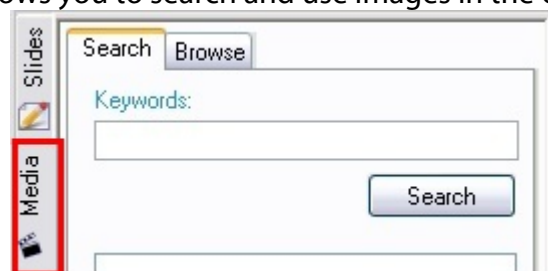 ows you to search and use images in the
Slides
Search Browse
Keywords:
Media
Search